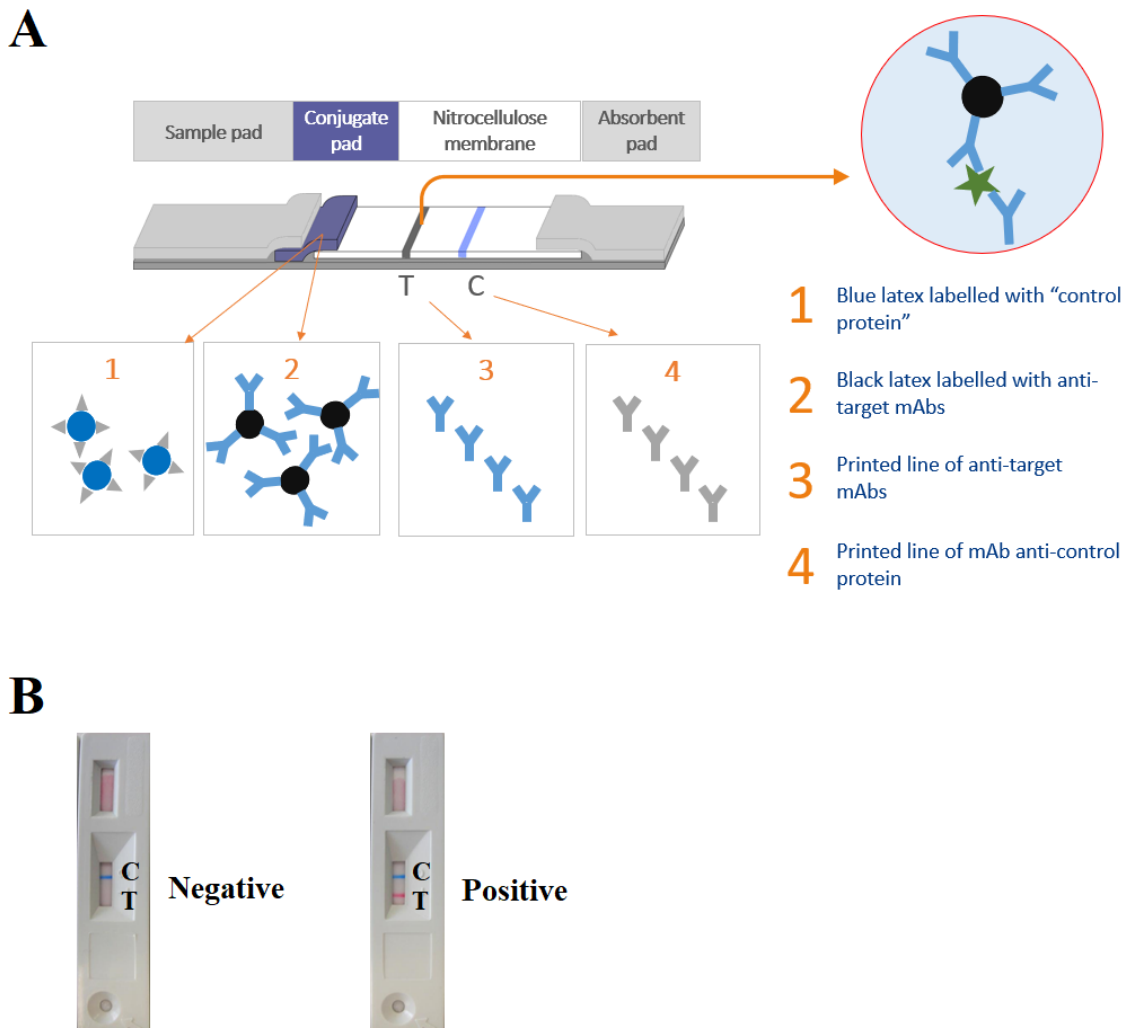 A
Sample pad
Conjugate
pad
Nitrocellulose
membrane
Absorbent
pad
T
C
1
2
3
4
1
Blue latex labelled with “control
protein”
2
Black latex labelled with anti-
target mAbs
3
Printed line of anti-target
mAbs
4
Printed line of mAb anti-control
protein
B
C
T
Negative
C
T
Positive